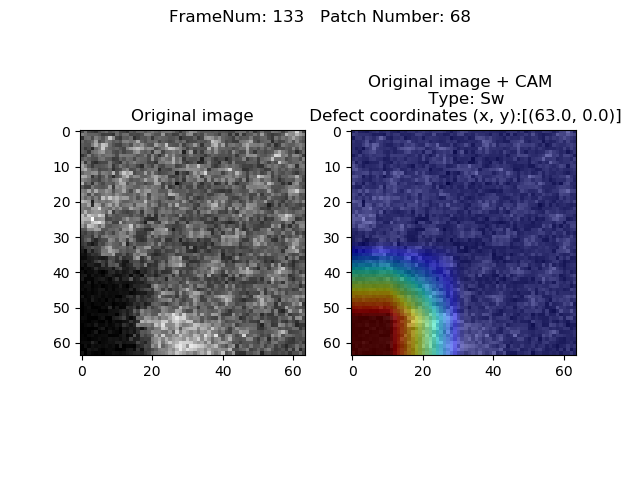 FrameNum: 133   Patch Number: 68
Original image
Original image + CAM
Type: Sw
Defect coordinates (x, y):[(63.0, 0.0)]
0
10
20
30
40
50
60
0 20 40 60
0
10
20
30
40
50
60
0 20 40 60